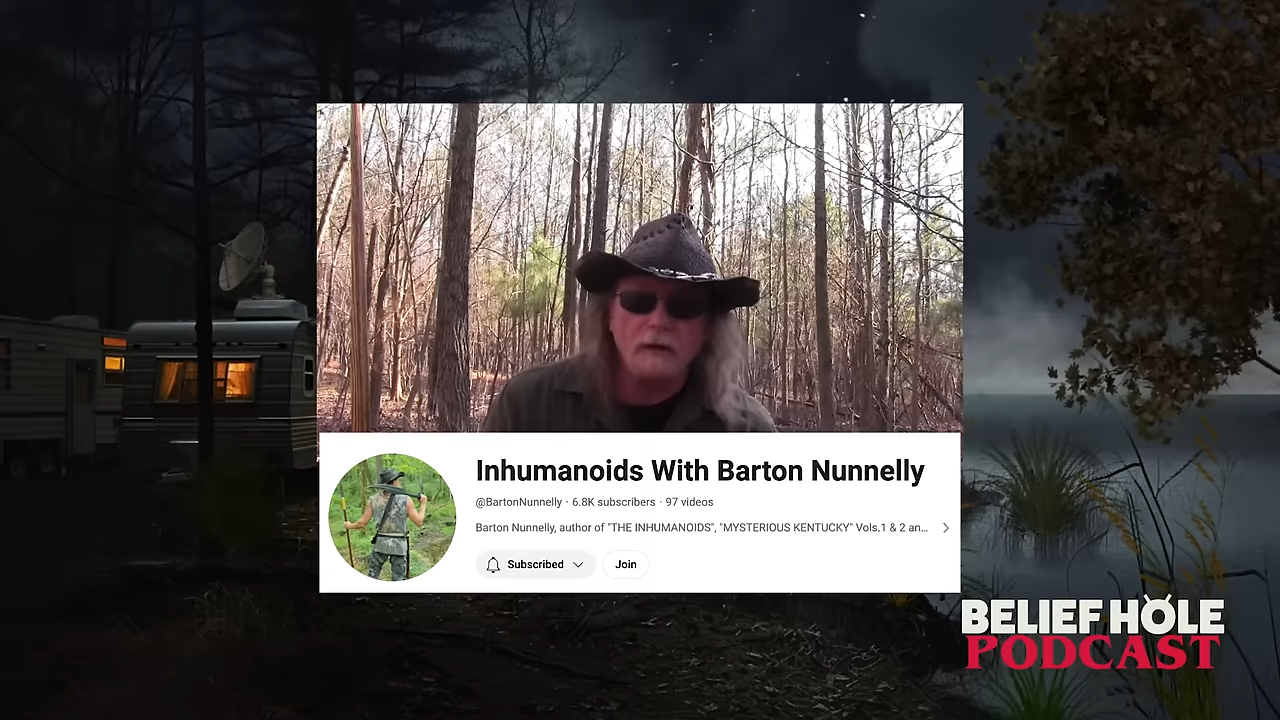 Inhumanoids With Barton Nunnelly
@BartonNunnelly · 6.8K subscribers · 97 videos
Barton Nunnelly, author of "THE INHUMANOIDS", "MYSTERIOUS KENTUCKY" Vols.1 & 2 an...
Subscribed
Join
BELIEF HOLE
PODCAST